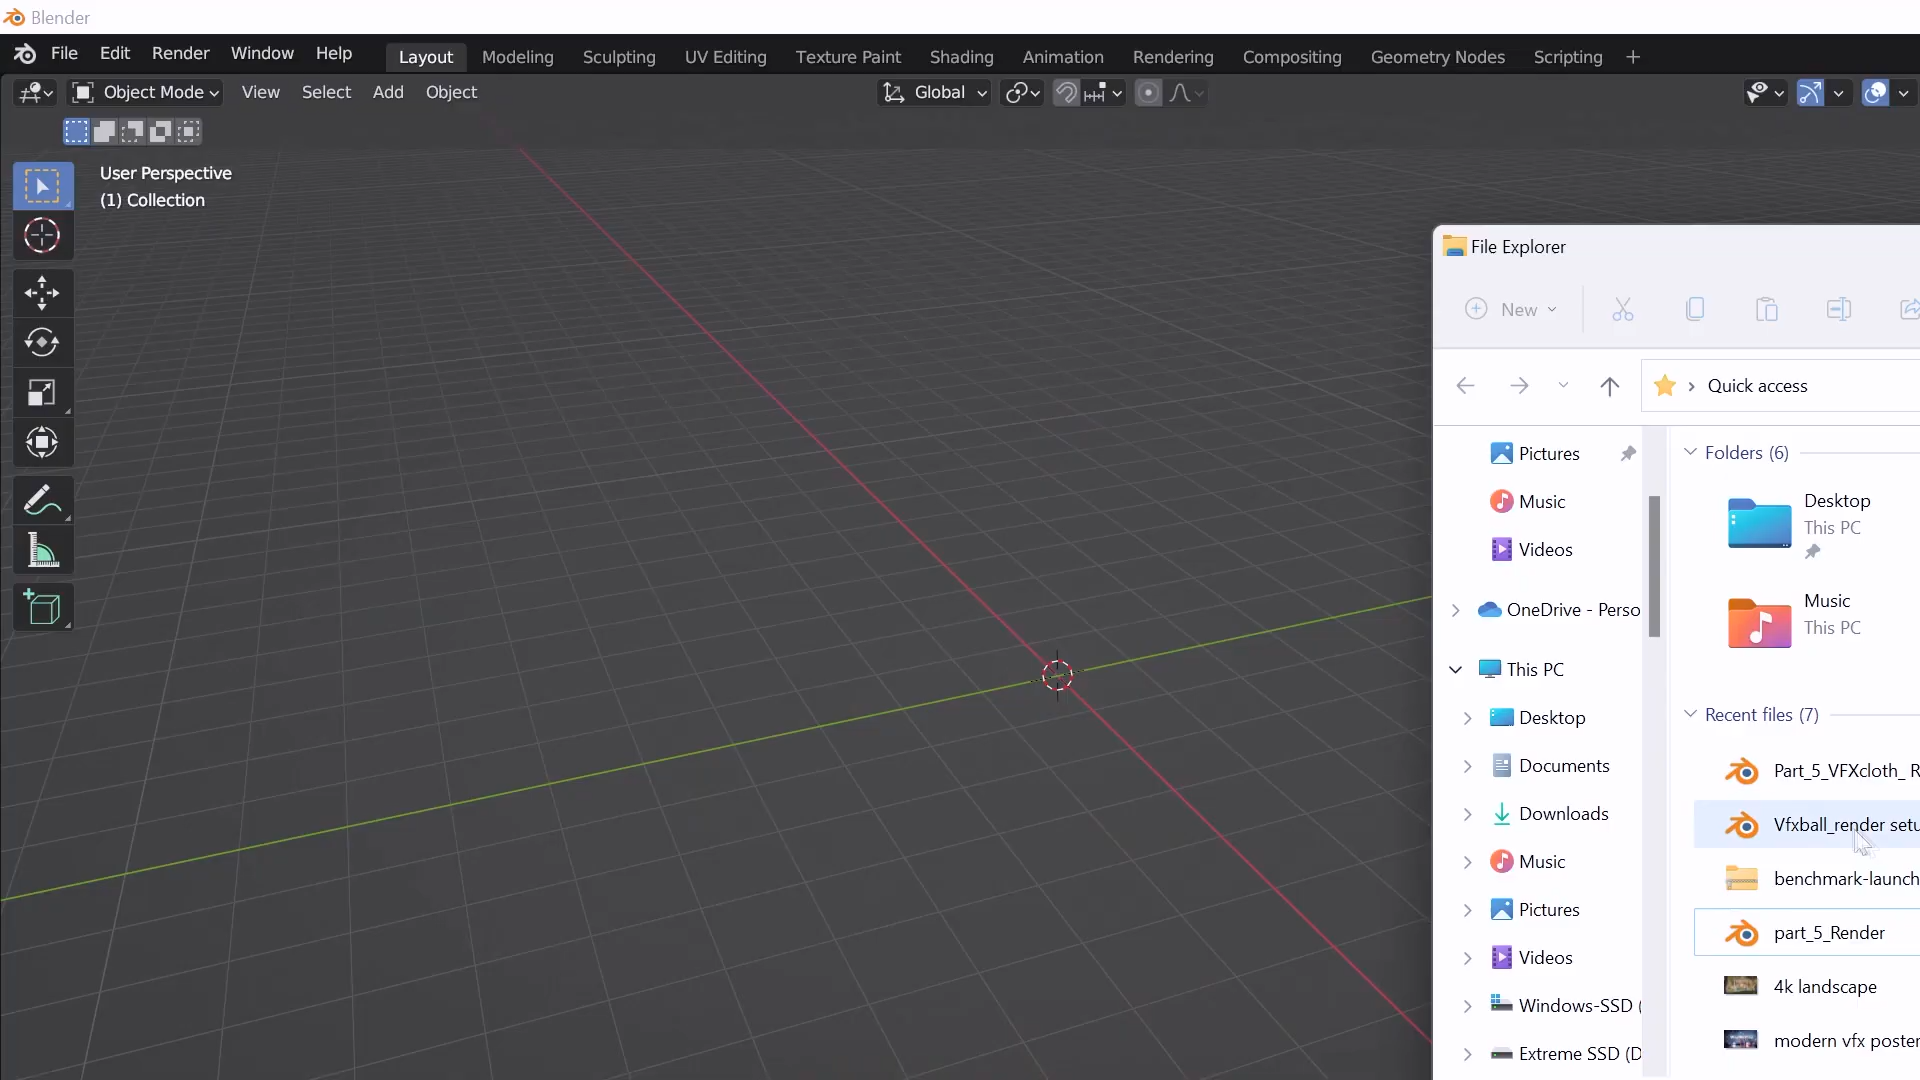 Blender
File Edit Render Window Help Layout Modeling Sculpting UV Editing Texture Paint Shading Animation Rendering Compositing Geometry Nodes Scripting +
Object Mode View Select Add Object Global
User Perspective
(1) Collection
File Explorer
New
Quick access
Pictures
Music
Videos
OneDrive - Perso
This PC
Desktop
Documents
Downloads
Music
Pictures
Videos
Windows-SSD (
Extreme SSD (D
Folders (6)
Desktop
This PC
Music
This PC
Recent files (7)
Part_5_VFXcloth_ R
Vfxball_render setu
benchmark-launch
part_5_Render
4k landscape
modern vfx poster